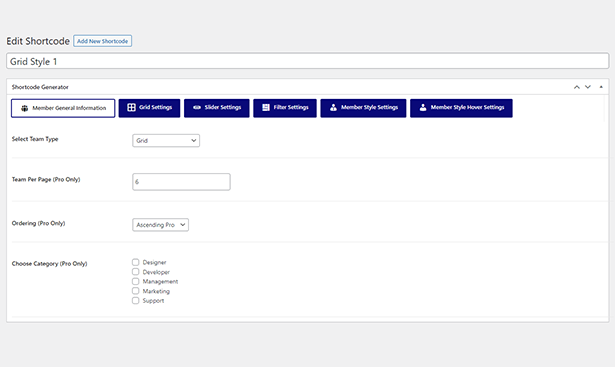 Edit Shortcode Add New Shortcode
Grid Style 1
Shortcode Generator
Member General Information Grid Settings Slider Settings Filter Settings Member Style Settings Member Style Hover Settings
Select Team Type Grid
Team Per Page (Pro Only) 6
Ordering (Pro Only) Ascending Pro
Choose Category (Pro Only) Designer
Developer
Management
Marketing
Support